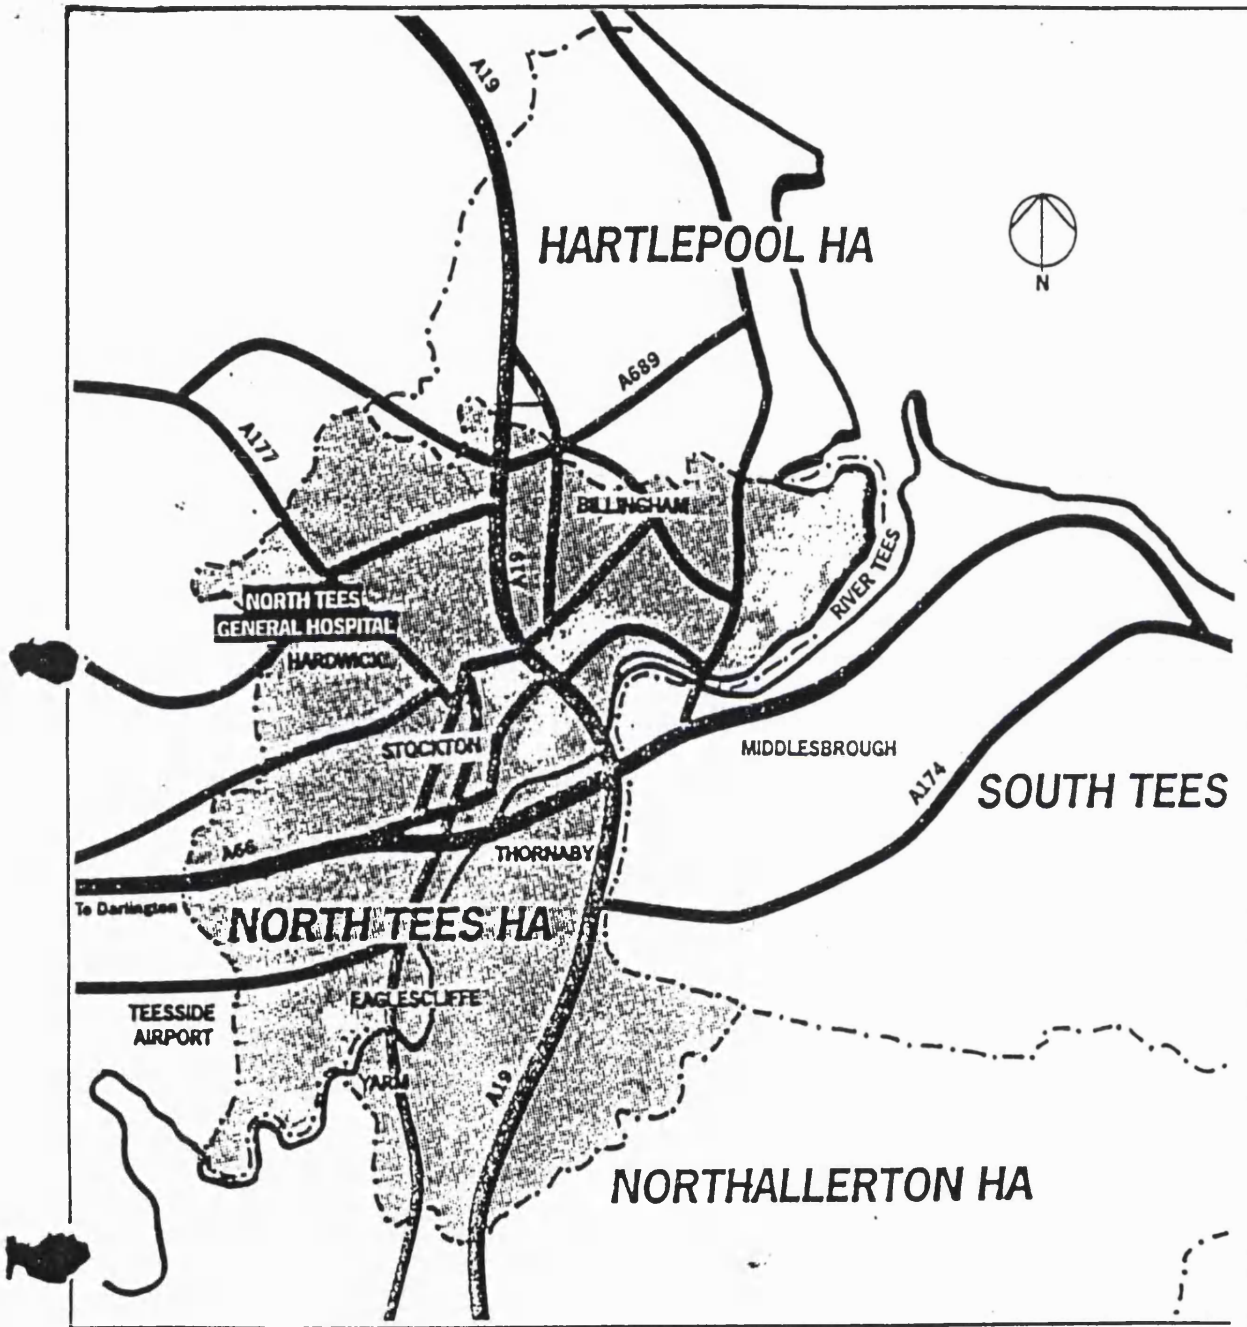 A19
HARTLEPOOL HA
N
A689
A177
BILLINGHAM
A19
RIVER TEES
NORTH TEES
GENERAL HOSPITAL
HARDWICK
STOCKTON
MIDDLESBROUGH
A174
SOUTH TEES
A66
THORNABY
To Darlington
NORTH TEES HA
EAGLESCLIFFE
TEESSIDE
AIRPORT
YARM
A19
NORTHALLERTON HA